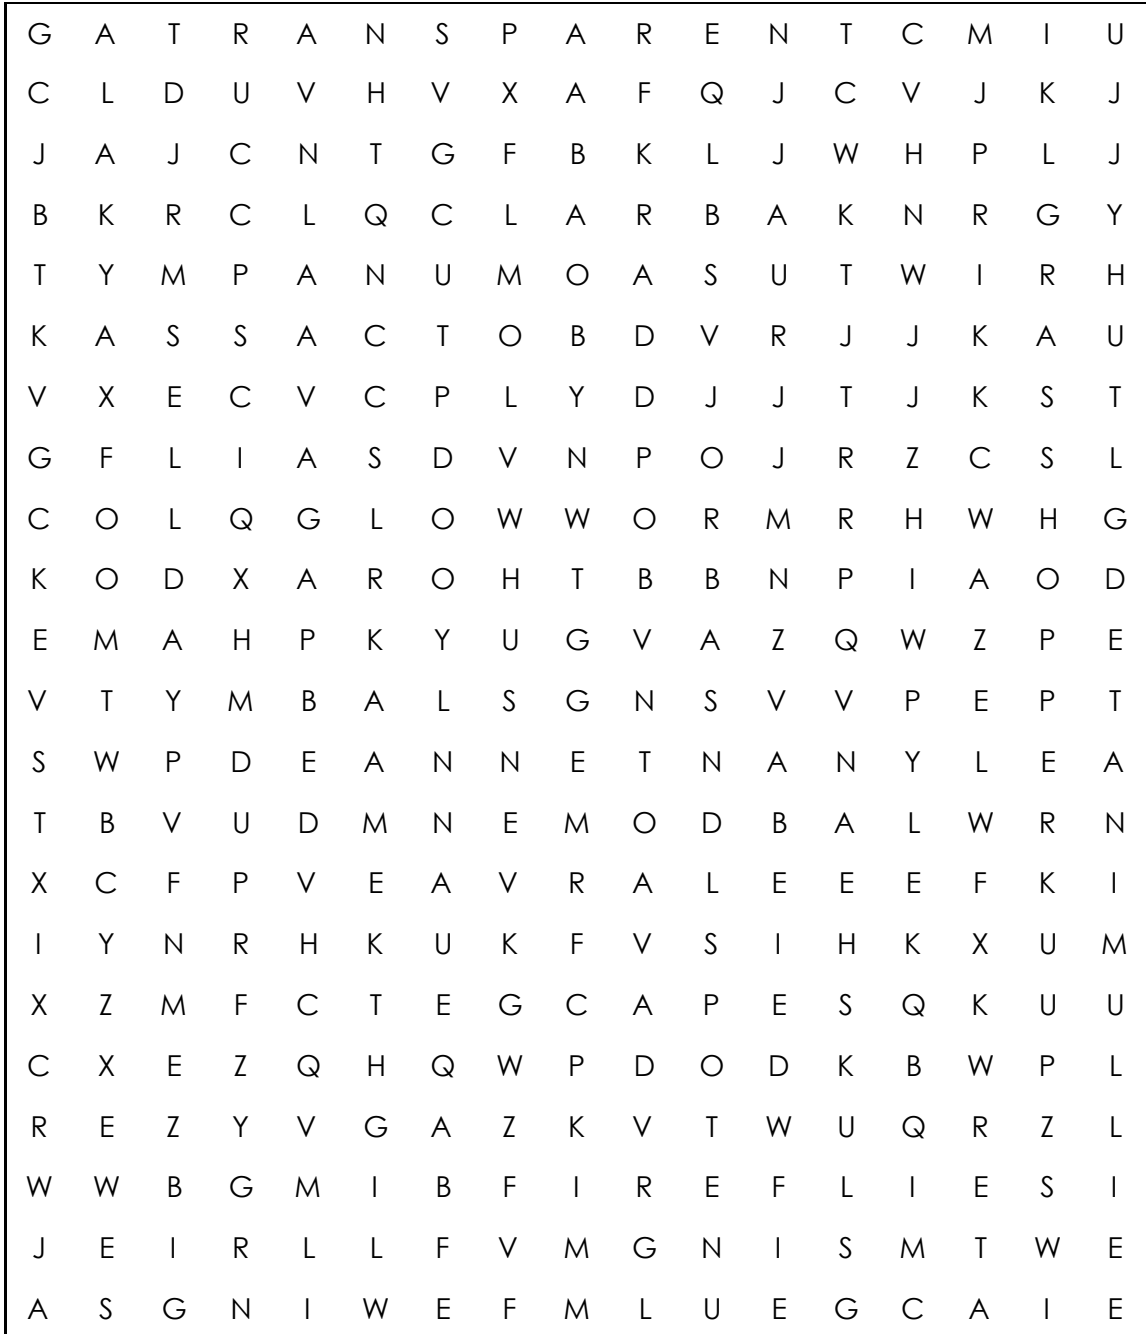 G A T R A N S P A R E N T C M I U
C L D U V H V X A F Q J C V J K J
J A J C N T G F B K L J W H P L J
B K R C L Q C L A R B A K N R G Y
T Y M P A N U M O A S U T W I R H
K A S S A C T O B D V R J J K A U
V X E C V C P L Y D J J T J K S T
G F L I A S D V N P O J R Z C S L
C O L Q G L O W W O R M R H W H G
K O D X A R O H T B B N P I A O D
E M A H P K Y U G V A Z Q W Z P E
V T Y M B A L S G N S V V P E P T
S W P D E A N N E T N A N Y L E A
T B V U D M N E M O D B A L W R N
X C F P V E A V R A L E E E F K I
I Y N R H K U K F V S I H K X U M
X Z M F C T E G C A P E S Q K U U
C X E Z Q H Q W P D O D K B W P L
R E Z Y V G A Z K V T W U Q R Z L
W W B G M I B F I R E F L I E S I
J E I R L L F V M G N I S M T W E
A S G N I W E F M L U E G C A I E